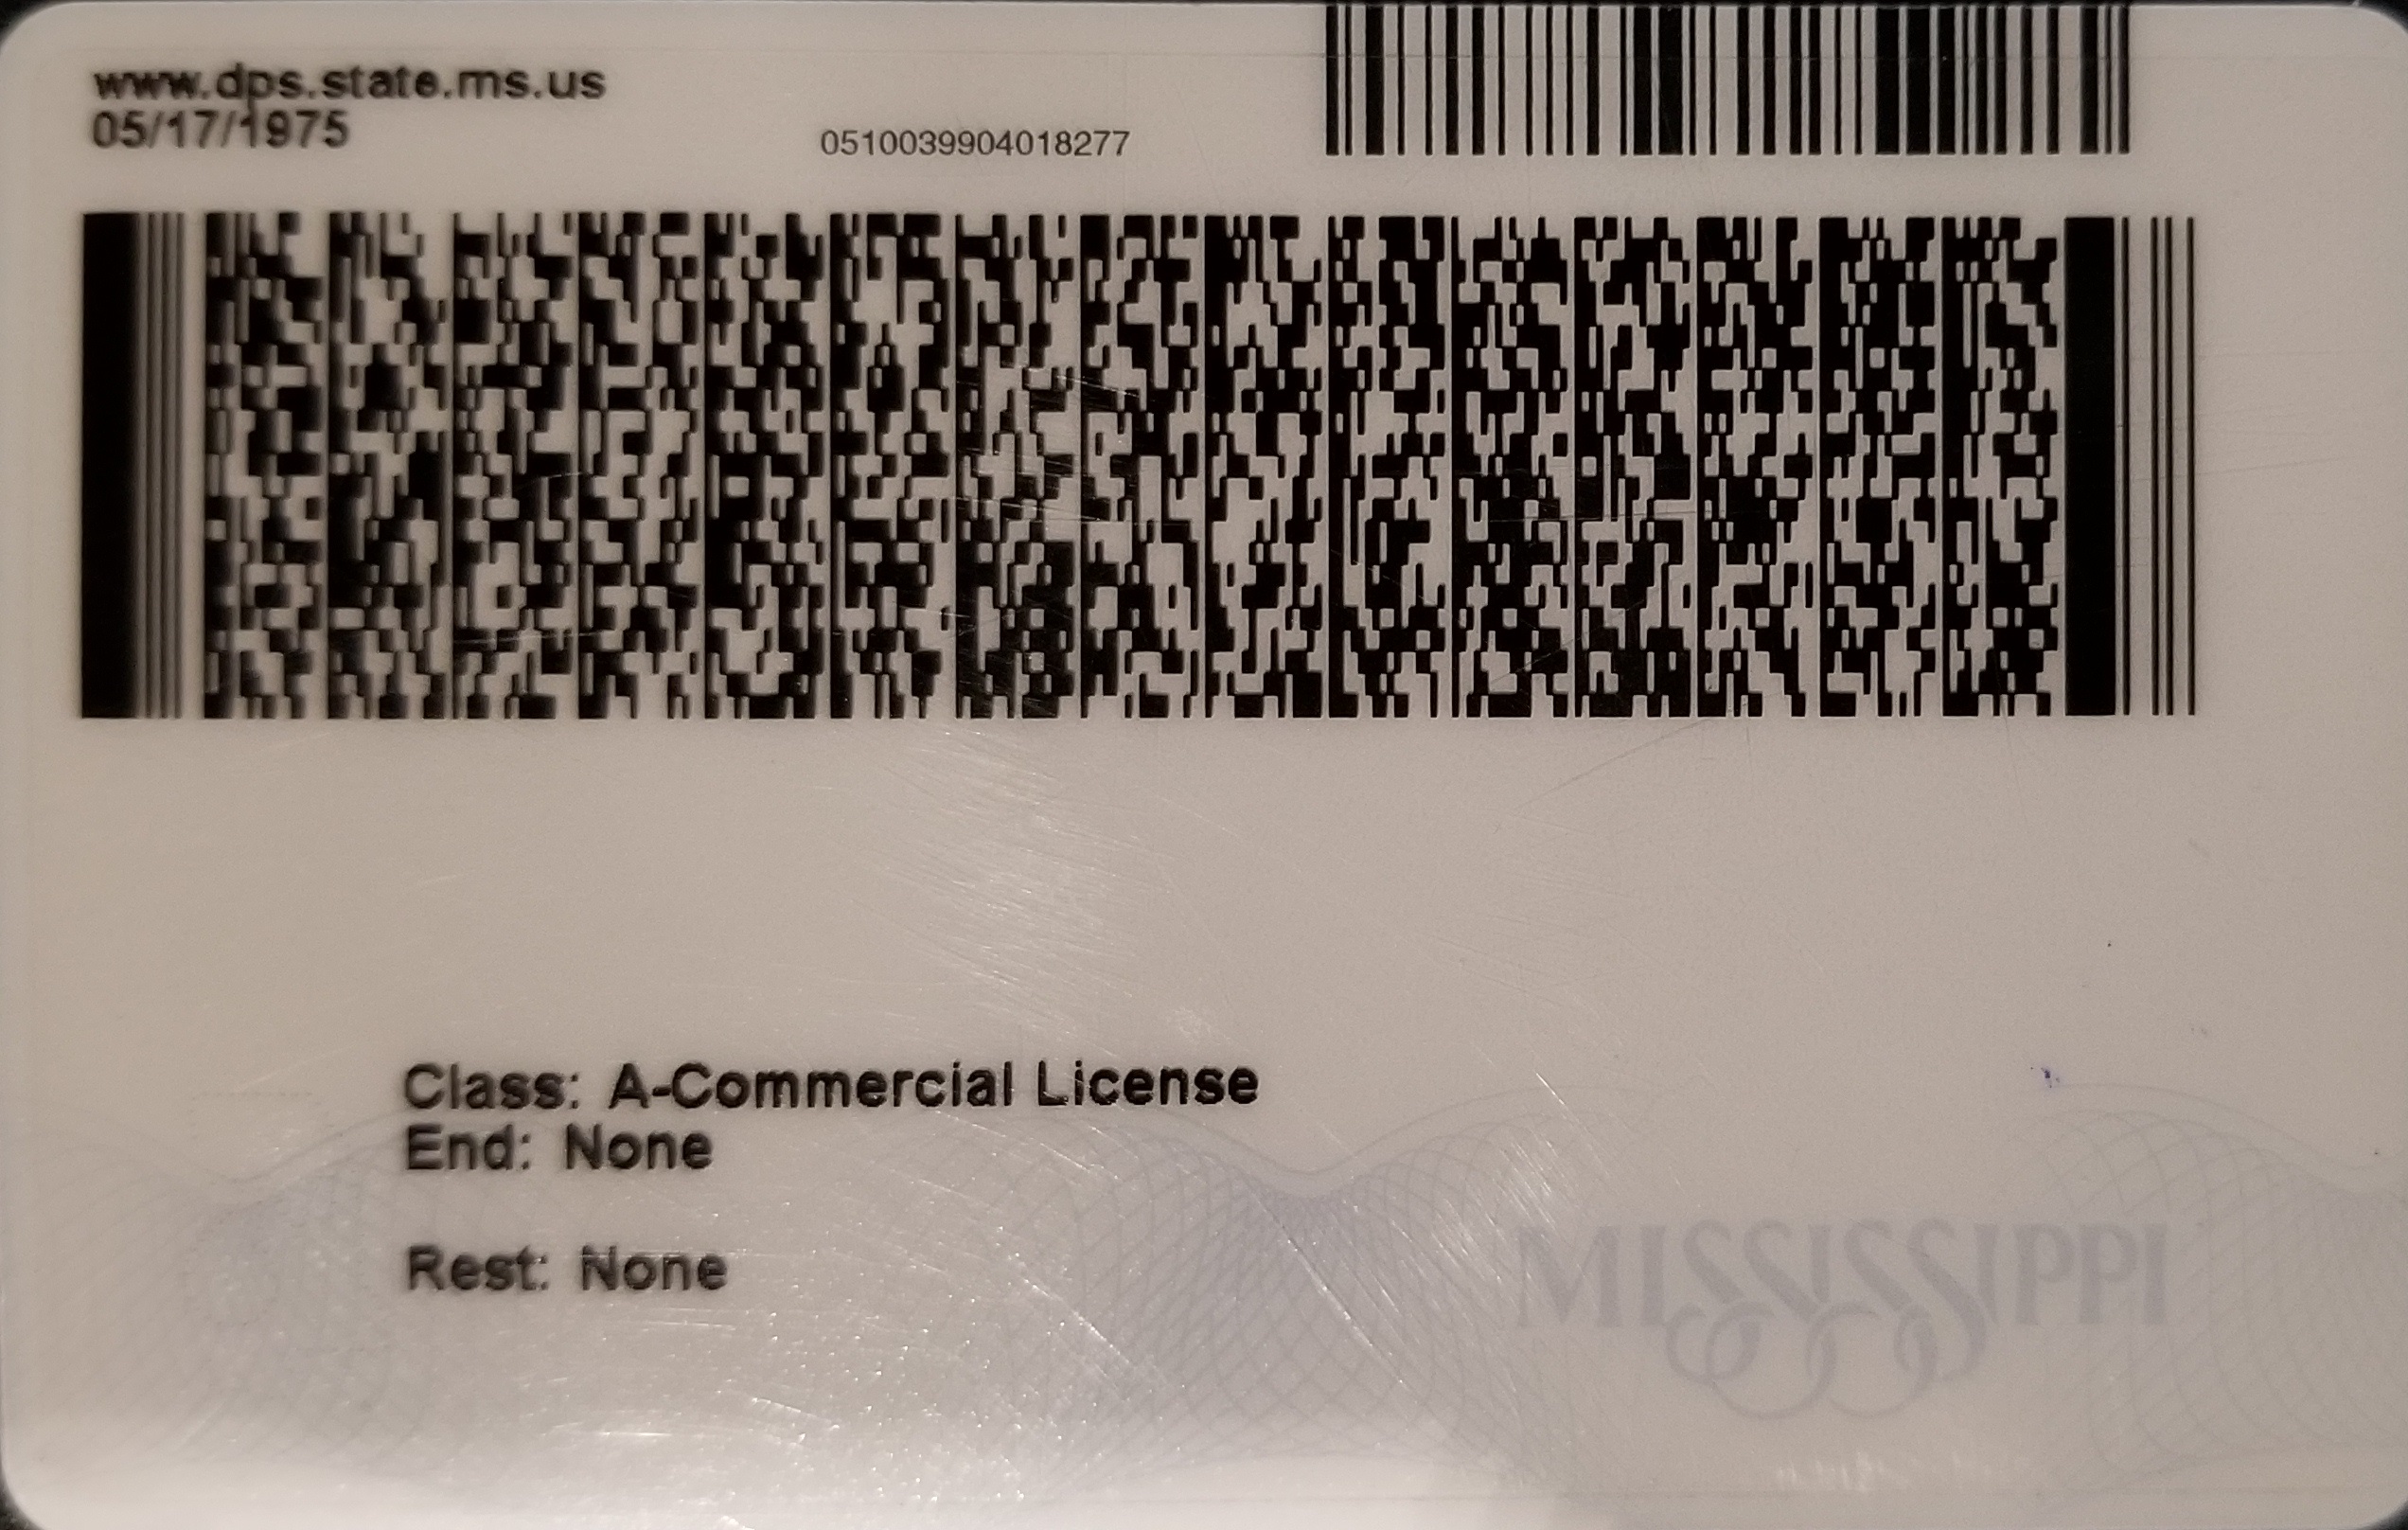 www.dps.state.ms.us
05/17/1975
0510039904018277
Class: A-Commercial License
End: None
Rest: None
MISSISSIPPI